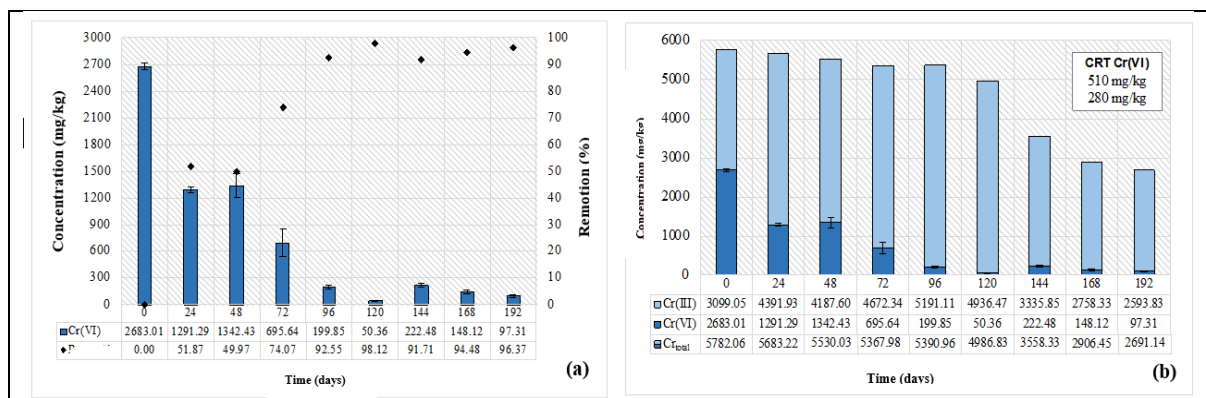 3000
2700
2400
2100
1800
1500
1200
900
600
300
0
Concentration (mg/kg)
100
90
80
70
60
50
40
30
20
10
0
Remotion (%)
0 24 48 72 96 120 144 168 192
Cr(VI) 2683.01 1291.29 1342.43 695.64 199.85 50.36 222.48 148.12 97.31
0.00 51.87 49.97 74.07 92.55 98.12 91.71 94.48 96.37
Time (days)
(a)
6000
5000
4000
3000
2000
1000
0
Concentration (mg/kg)
CRT Cr(VI)
510 mg/kg
280 mg/kg
0 24 48 72 96 120 144 168 192
Cr(III) 3099.05 4391.93 4187.60 4672.34 5191.11 4936.47 3335.85 2758.33 2593.83
Cr(VI) 2683.01 1291.29 1342.43 695.64 199.85 50.36 222.48 148.12 97.31
Crtotal 5782.06 5683.22 5530.03 5367.98 5390.96 4986.83 3558.33 2906.45 2691.14
Time (days)
(b)